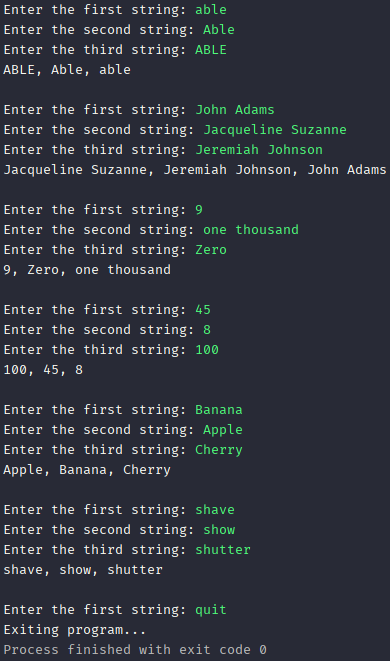 Enter the first string: able
Enter the second string: Able
Enter the third string: ABLE
ABLE, Able, able
Enter the first string: John Adams
Enter the second string: Jacqueline Suzanne
Enter the third string: Jeremiah Johnson
Jacqueline Suzanne, Jeremiah Johnson, John Adams
Enter the first string: 9
Enter the second string: one thousand
Enter the third string: Zero
9, Zero, one thousand
Enter the first string: 45
Enter the second string: 8
Enter the third string: 100
100, 45, 8
Enter the first string: Banana
Enter the second string: Apple
Enter the third string: Cherry
Apple, Banana, Cherry
Enter the first string: shave
Enter the second string: show
Enter the third string: shutter
shave, show, shutter
Enter the first string: quit
Exiting program...
Process finished with exit code 0